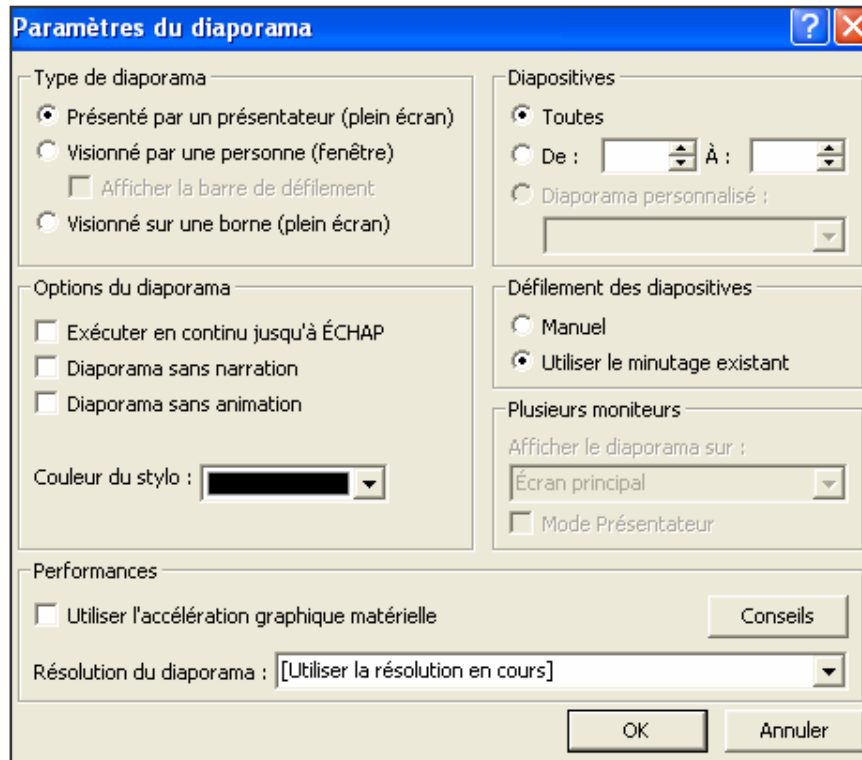 Paramètres du diaporama
Type de diaporama
Présenté par un présentateur (plein écran)
Visionné par une personne (fenêtre)
Afficher la barre de défilement
Visionné sur une borne (plein écran)
Diapositives
Toutes
De : À :
Diaporama personnalisé :
Options du diaporama
Exécuter en continu jusqu'à ÉCHAP
Diaporama sans narration
Diaporama sans animation
Couleur du stylo :
Défilement des diapositives
Manuel
Utiliser le minutage existant
Plusieurs moniteurs
Afficher le diaporama sur :
Écran principal
Mode Présentateur
Performances
Utiliser l'accélération graphique matérielle
Conseils
Résolution du diaporama : [Utiliser la résolution en cours]
OK Annuler